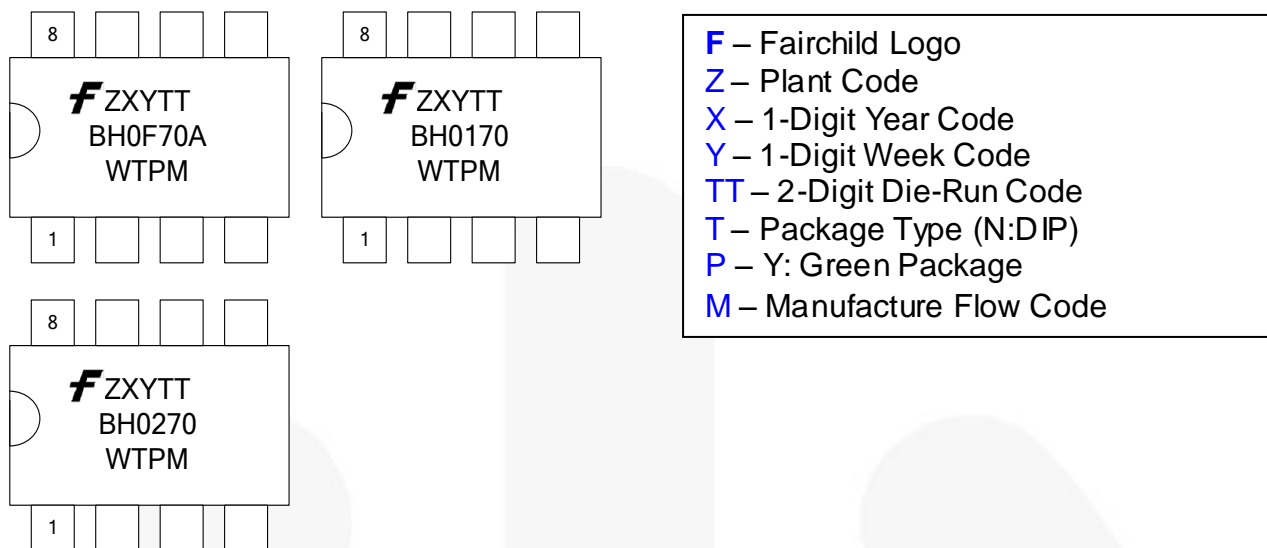 8
F ZXYTT
BH0F70A
WTPM
1
8
F ZXYTT
BH0170
WTPM
1
8
F ZXYTT
BH0270
WTPM
1
F – Fairchild Logo
Z – Plant Code
X – 1-Digit Year Code
Y – 1-Digit Week Code
TT – 2-Digit Die-Run Code
T – Package Type (N:DIP)
P – Y: Green Package
M – Manufacture Flow Code